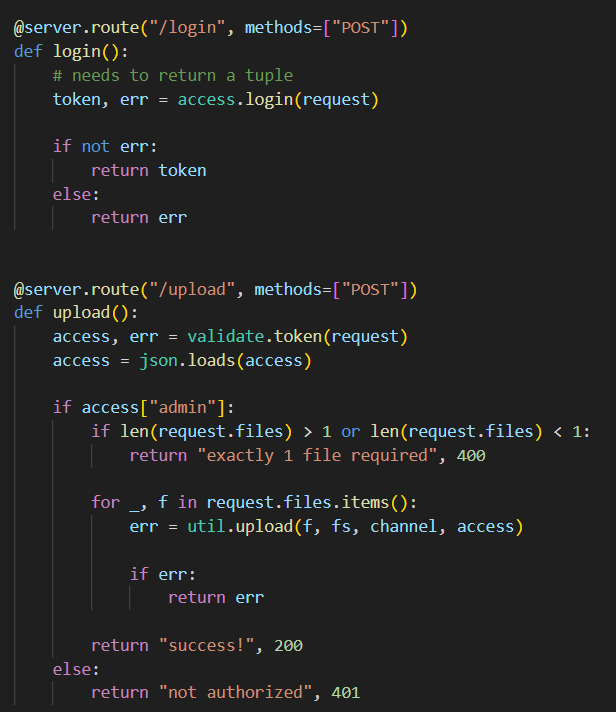 @server.route("/login", methods=["POST"])
def login():
    # needs to return a tuple
    token, err = access.login(request)

    if not err:
        return token
    else:
        return err


@server.route("/upload", methods=["POST"])
def upload():
    access, err = validate.token(request)
    access = json.loads(access)

    if access["admin"]:
        if len(request.files) > 1 or len(request.files) < 1:
            return "exactly 1 file required", 400

        for _, f in request.files.items():
            err = util.upload(f, fs, channel, access)

            if err:
                return err

        return "success!", 200
    else:
        return "not authorized", 401